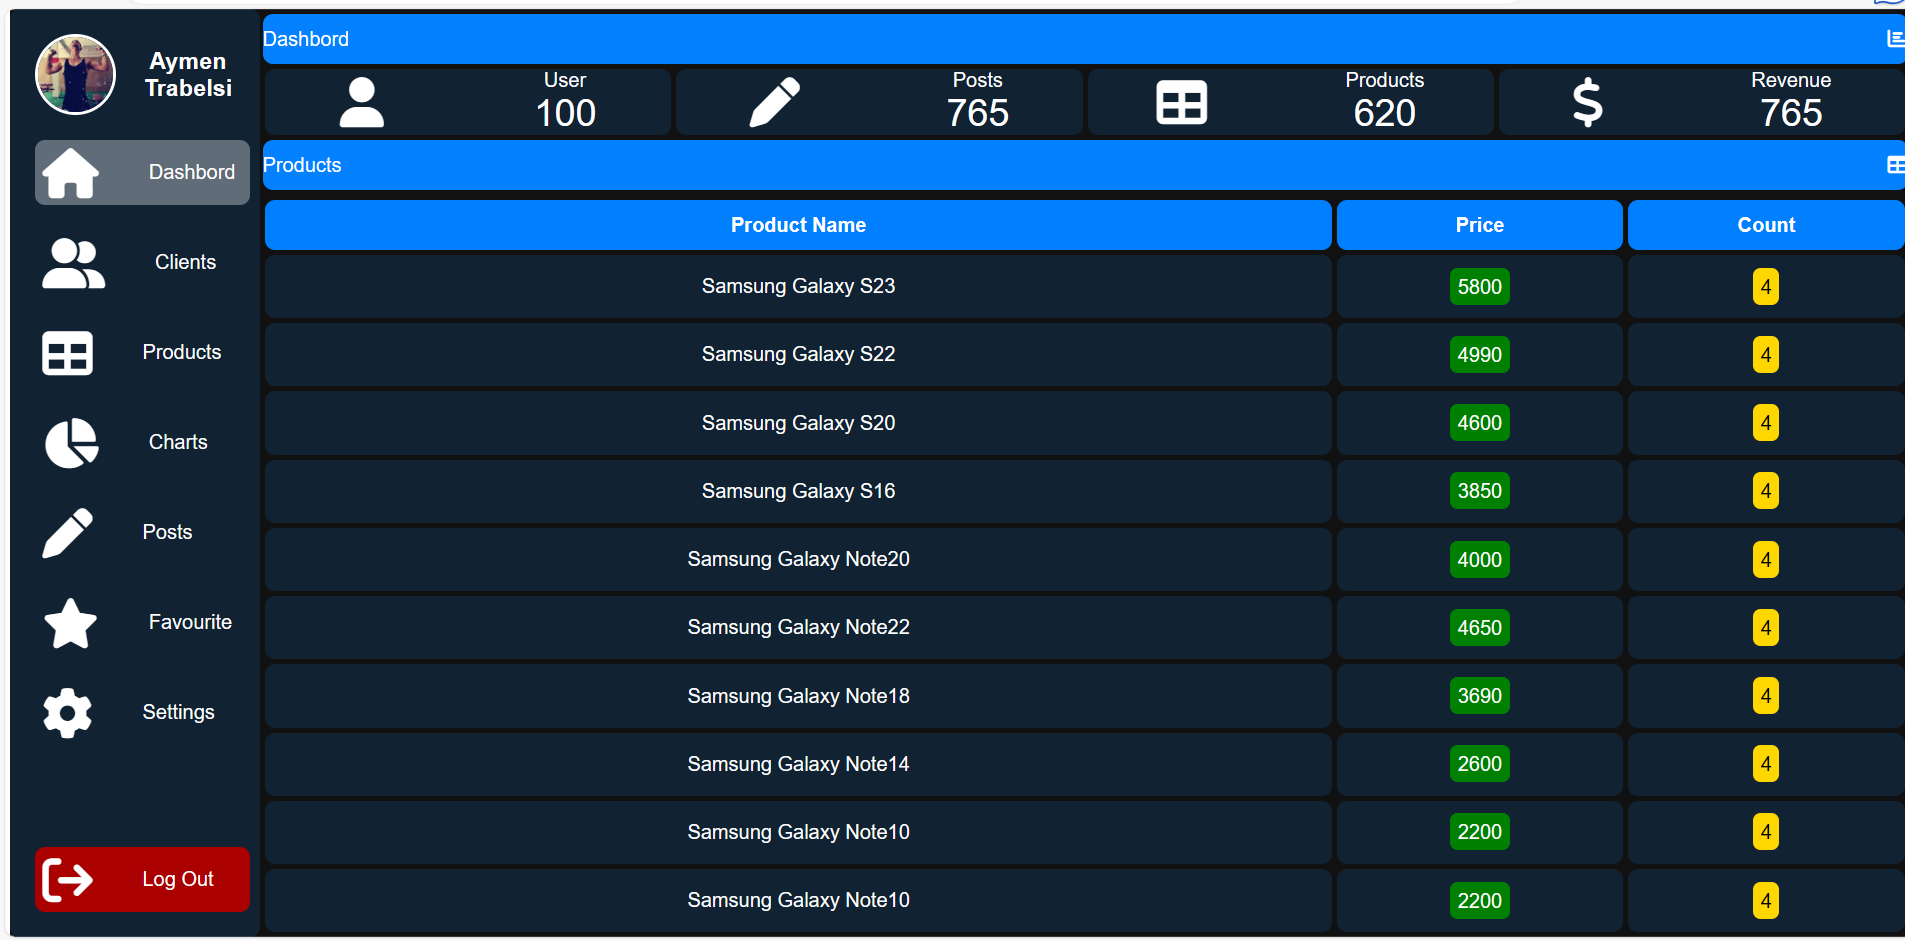 Aymen
Trabelsi
Dashbord
Clients
Products
Charts
Posts
Favourite
Settings
Log Out
Dashbord
User
100
Posts
765
Products
620
Revenue
765
Products
Product Name Price Count
Samsung Galaxy S23 5800 4
Samsung Galaxy S22 4990 4
Samsung Galaxy S20 4600 4
Samsung Galaxy S16 3850 4
Samsung Galaxy Note20 4000 4
Samsung Galaxy Note22 4650 4
Samsung Galaxy Note18 3690 4
Samsung Galaxy Note14 2600 4
Samsung Galaxy Note10 2200 4
Samsung Galaxy Note10 2200 4